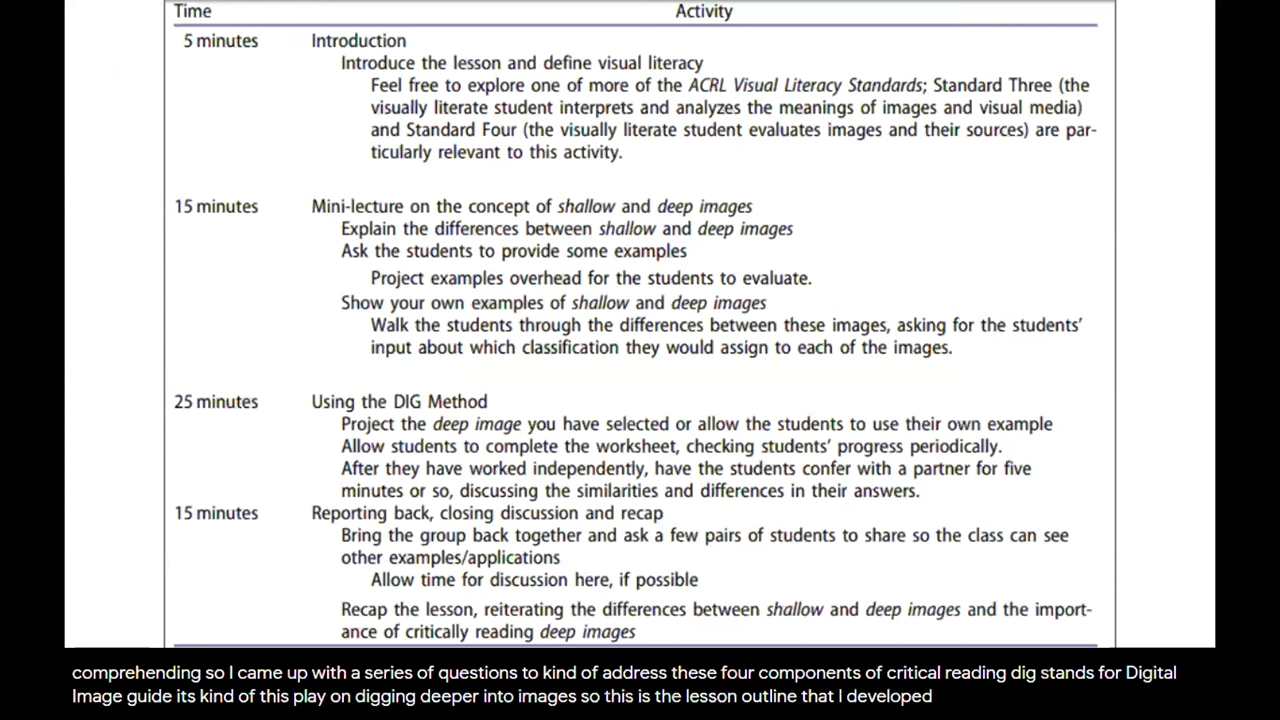 Time Activity
5 minutes Introduction
Introduce the lesson and define visual literacy
Feel free to explore one of more of the ACRL Visual Literacy Standards; Standard Three (the
visually literate student interprets and analyzes the meanings of images and visual media)
and Standard Four (the visually literate student evaluates images and their sources) are par-
ticularly relevant to this activity.
15 minutes Mini-lecture on the concept of shallow and deep images
Explain the differences between shallow and deep images
Ask the students to provide some examples
Project examples overhead for the students to evaluate.
Show your own examples of shallow and deep images
Walk the students through the differences between these images, asking for the students'
input about which classification they would assign to each of the images.
25 minutes Using the DIG Method
Project the deep image you have selected or allow the students to use their own example
Allow students to complete the worksheet, checking students' progress periodically.
After they have worked independently, have the students confer with a partner for five
minutes or so, discussing the similarities and differences in their answers.
15 minutes Reporting back, closing discussion and recap
Bring the group back together and ask a few pairs of students to share so the class can see
other examples/applications
Allow time for discussion here, if possible
Recap the lesson, reiterating the differences between shallow and deep images and the import-
ance of critically reading deep images
comprehending so I came up with a series of questions to kind of address these four components of critical reading dig stands for Digital
Image guide its kind of this play on digging deeper into images so this is the lesson outline that I developed